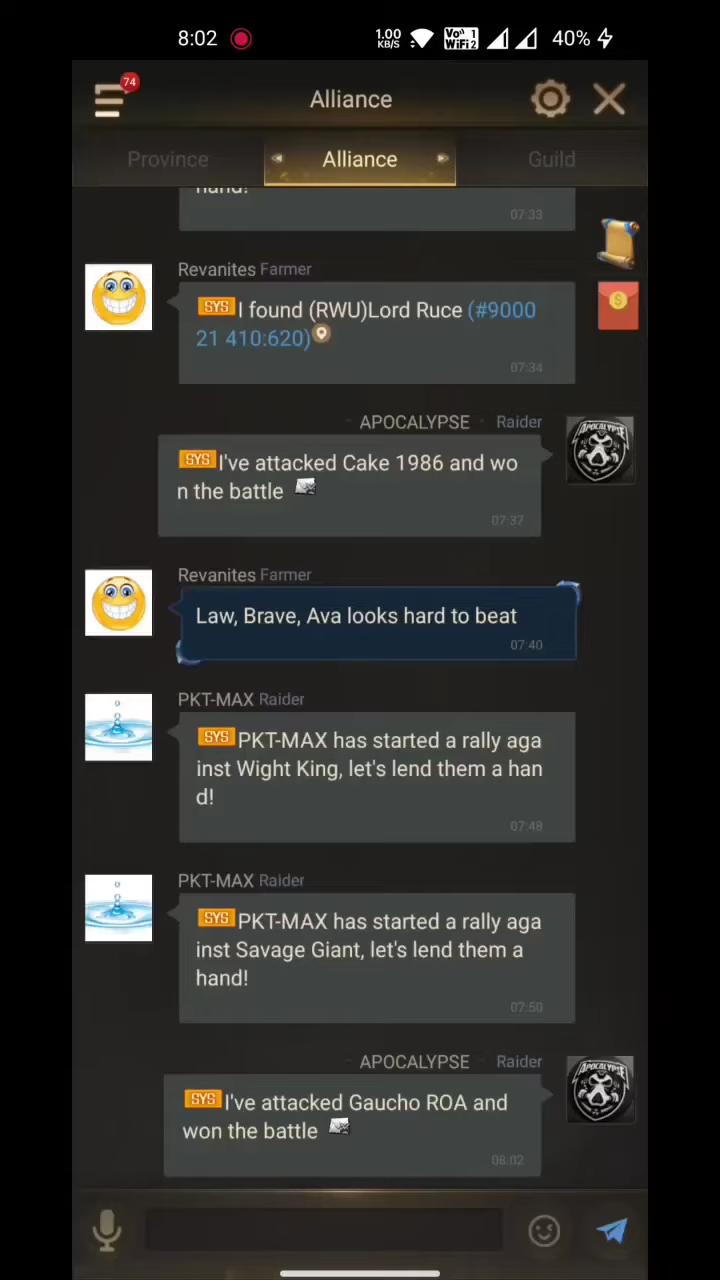 8:02
1.00
KB/S
Vo 1
WiFi 2
40%
74
Alliance
Province
Alliance
Guild
hand!
07:33
Revanites Farmer
SYS I found (RWU)Lord Ruce (#9000
21 410:620)
07:34
APOCALYPSE Raider
APOCALYPSE
SYS I've attacked Cake 1986 and wo
n the battle
07:37
Revanites Farmer
Law, Brave, Ava looks hard to beat
07:40
PKT-MAX Raider
SYS PKT-MAX has started a rally aga
inst Wight King, let's lend them a han
d!
07:48
PKT-MAX Raider
SYS PKT-MAX has started a rally aga
inst Savage Giant, let's lend them a
hand!
07:50
APOCALYPSE Raider
APOCALYPSE
SYS I've attacked Gaucho ROA and
won the battle
08:02